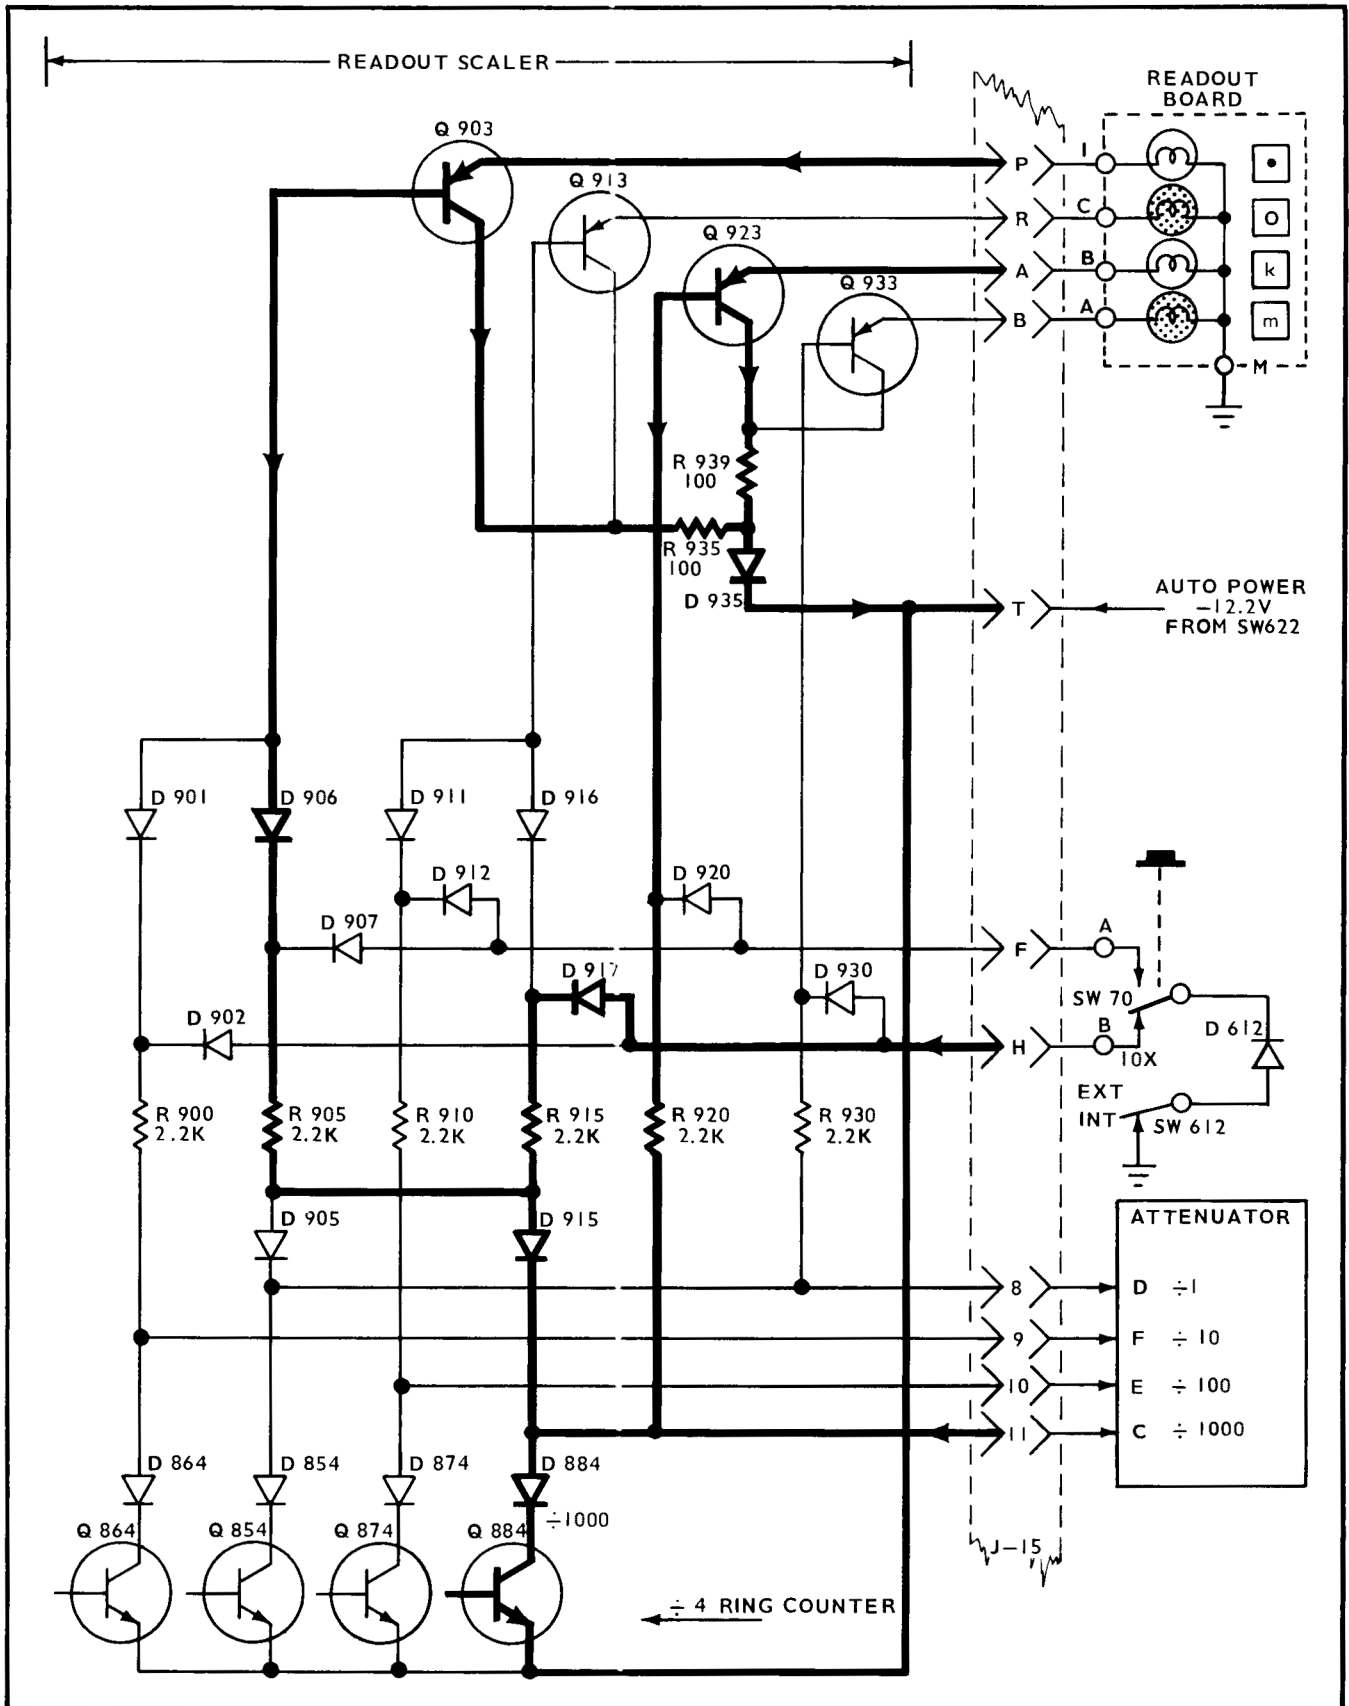 READOUT SCALER
READOUT
BOARD
Q 903
P
I
Q 913
R
C
O
Q 923
A
B
k
Q 933
B
A
m
M
R 939
100
R 935
100
D 935
T
AUTO POWER
-12.2V
FROM SW622
D 901
D 906
D 911
D 916
D 912
D 920
D 907
F
A
D 917
D 930
SW 70
D 902
H
B
10X
D 612
EXT
INT
SW 612
R 900
2.2K
R 905
2.2K
R 910
2.2K
R 915
2.2K
R 920
2.2K
R 930
2.2K
D 905
D 915
ATTENUATOR
8
D ÷1
9
F ÷ 10
10
E ÷ 100
11
C ÷ 1000
D 864
D 854
D 874
D 884
÷1000
Q 864
Q 854
Q 874
Q 884
J-15
÷ 4 RING COUNTER